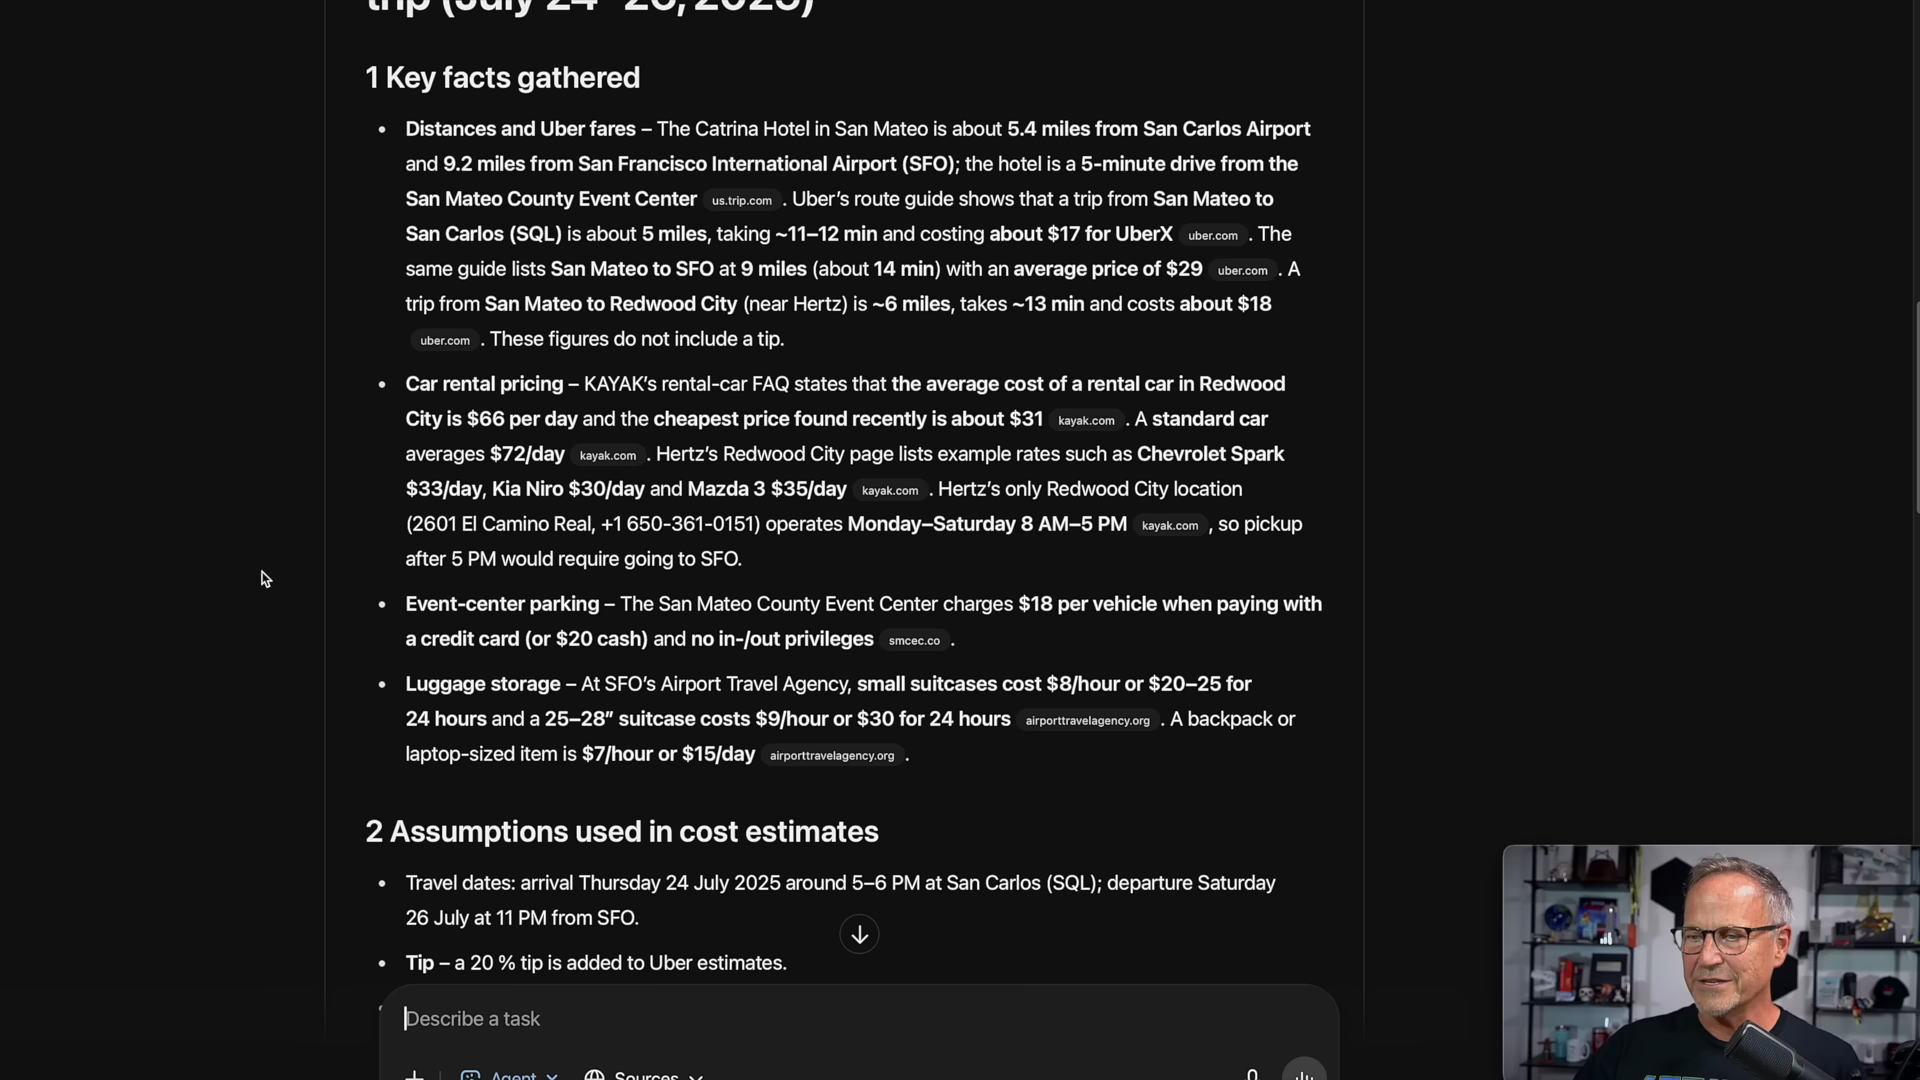 trip (July 24–26, 2025)
1 Key facts gathered
• Distances and Uber fares – The Catrina Hotel in San Mateo is about 5.4 miles from San Carlos Airport
and 9.2 miles from San Francisco International Airport (SFO); the hotel is a 5-minute drive from the
San Mateo County Event Center us.trip.com . Uber’s route guide shows that a trip from San Mateo to
San Carlos (SQL) is about 5 miles, taking ~11–12 min and costing about $17 for UberX uber.com . The
same guide lists San Mateo to SFO at 9 miles (about 14 min) with an average price of $29 uber.com . A
trip from San Mateo to Redwood City (near Hertz) is ~6 miles, takes ~13 min and costs about $18
uber.com . These figures do not include a tip.
• Car rental pricing – KAYAK’s rental-car FAQ states that the average cost of a rental car in Redwood
City is $66 per day and the cheapest price found recently is about $31 kayak.com . A standard car
averages $72/day kayak.com . Hertz’s Redwood City page lists example rates such as Chevrolet Spark
$33/day, Kia Niro $30/day and Mazda 3 $35/day kayak.com . Hertz’s only Redwood City location
(2601 El Camino Real, +1 650-361-0151) operates Monday–Saturday 8 AM–5 PM kayak.com , so pickup
after 5 PM would require going to SFO.
• Event-center parking – The San Mateo County Event Center charges $18 per vehicle when paying with
a credit card (or $20 cash) and no in-/out privileges smcec.co .
• Luggage storage – At SFO’s Airport Travel Agency, small suitcases cost $8/hour or $20–25 for
24 hours and a 25–28″ suitcase costs $9/hour or $30 for 24 hours airporttravelagency.org . A backpack or
laptop-sized item is $7/hour or $15/day airporttravelagency.org .
2 Assumptions used in cost estimates
• Travel dates: arrival Thursday 24 July 2025 around 5–6 PM at San Carlos (SQL); departure Saturday
26 July at 11 PM from SFO.
• Tip – a 20 % tip is added to Uber estimates.
Describe a task
Agent Sources